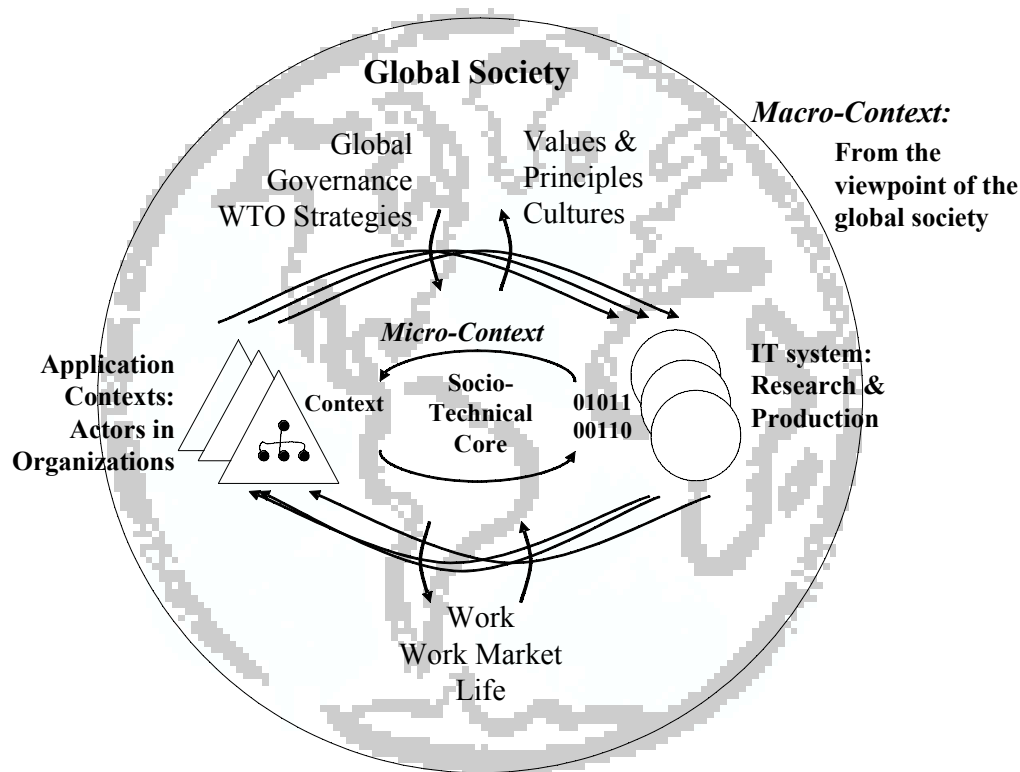 Global Society
Macro-Context:
From the
viewpoint of the
global society
Global
Governance
WTO Strategies
Values &
Principles
Cultures
Micro-Context
Application
Contexts:
Actors in
Organizations
Context
Socio-
Technical
Core
01011
00110
IT system:
Research &
Production
Work
Work Market
Life